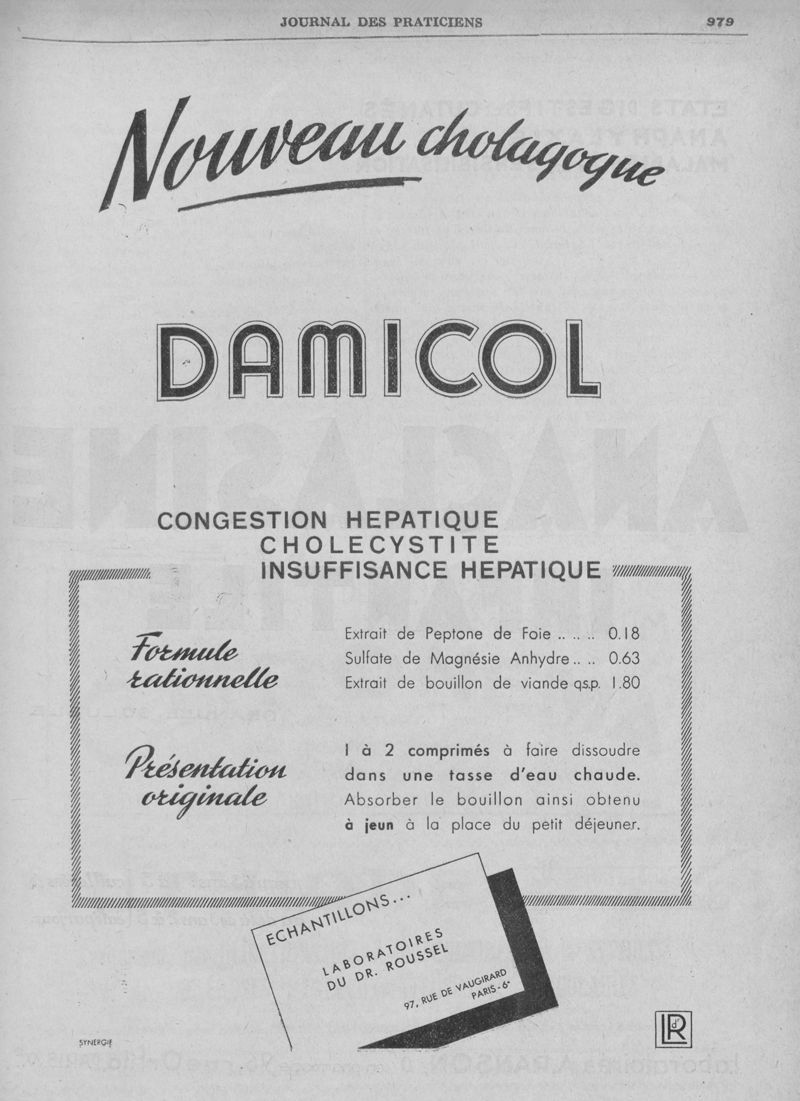 JOURNAL DES PRATICIENS 979
Nouveau cholagogue
DAMICOL
CONGESTION HEPATIQUE
CHOLECYSTITE
INSUFFISANCE HEPATIQUE
Formule
rationnelle
Extrait de Peptone de Foie .. .. .. 0.18
Sulfate de Magnésie Anhydre .. .. 0.63
Extrait de bouillon de viande q.s.p. 1.80
Présentation
originale
1 à 2 comprimés à faire dissoudre
dans une tasse d'eau chaude.
Absorber le bouillon ainsi obtenu
à jeun à la place du petit déjeuner.
ECHANTILLONS...
LABORATOIRES
DU DR. ROUSSEL
97, RUE DE VAUGIRARD
PARIS-6e
SYNERGIE
L dr R